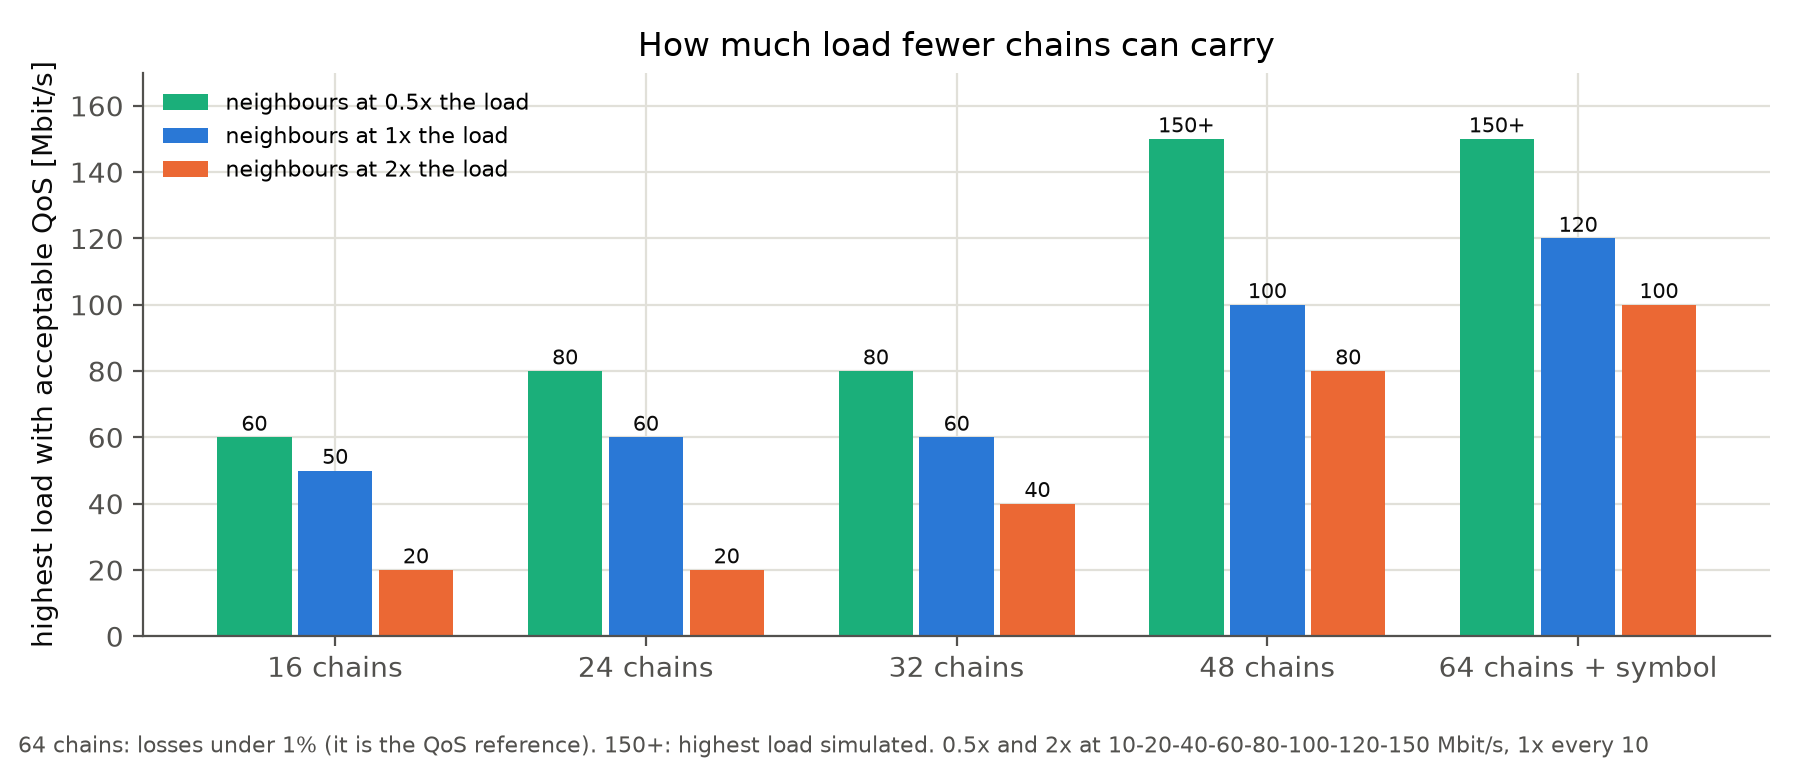 How much load fewer chains can carry
highest load with acceptable QoS [Mbit/s]
160
140
120
100
80
60
40
20
0
neighbours at 0.5x the load
neighbours at 1x the load
neighbours at 2x the load
60
50
20
80
60
20
80
60
40
150+
100
80
150+
120
100
16 chains
24 chains
32 chains
48 chains
64 chains + symbol
64 chains: losses under 1% (it is the QoS reference). 150+: highest load simulated. 0.5x and 2x at 10-20-40-60-80-100-120-150 Mbit/s, 1x every 10